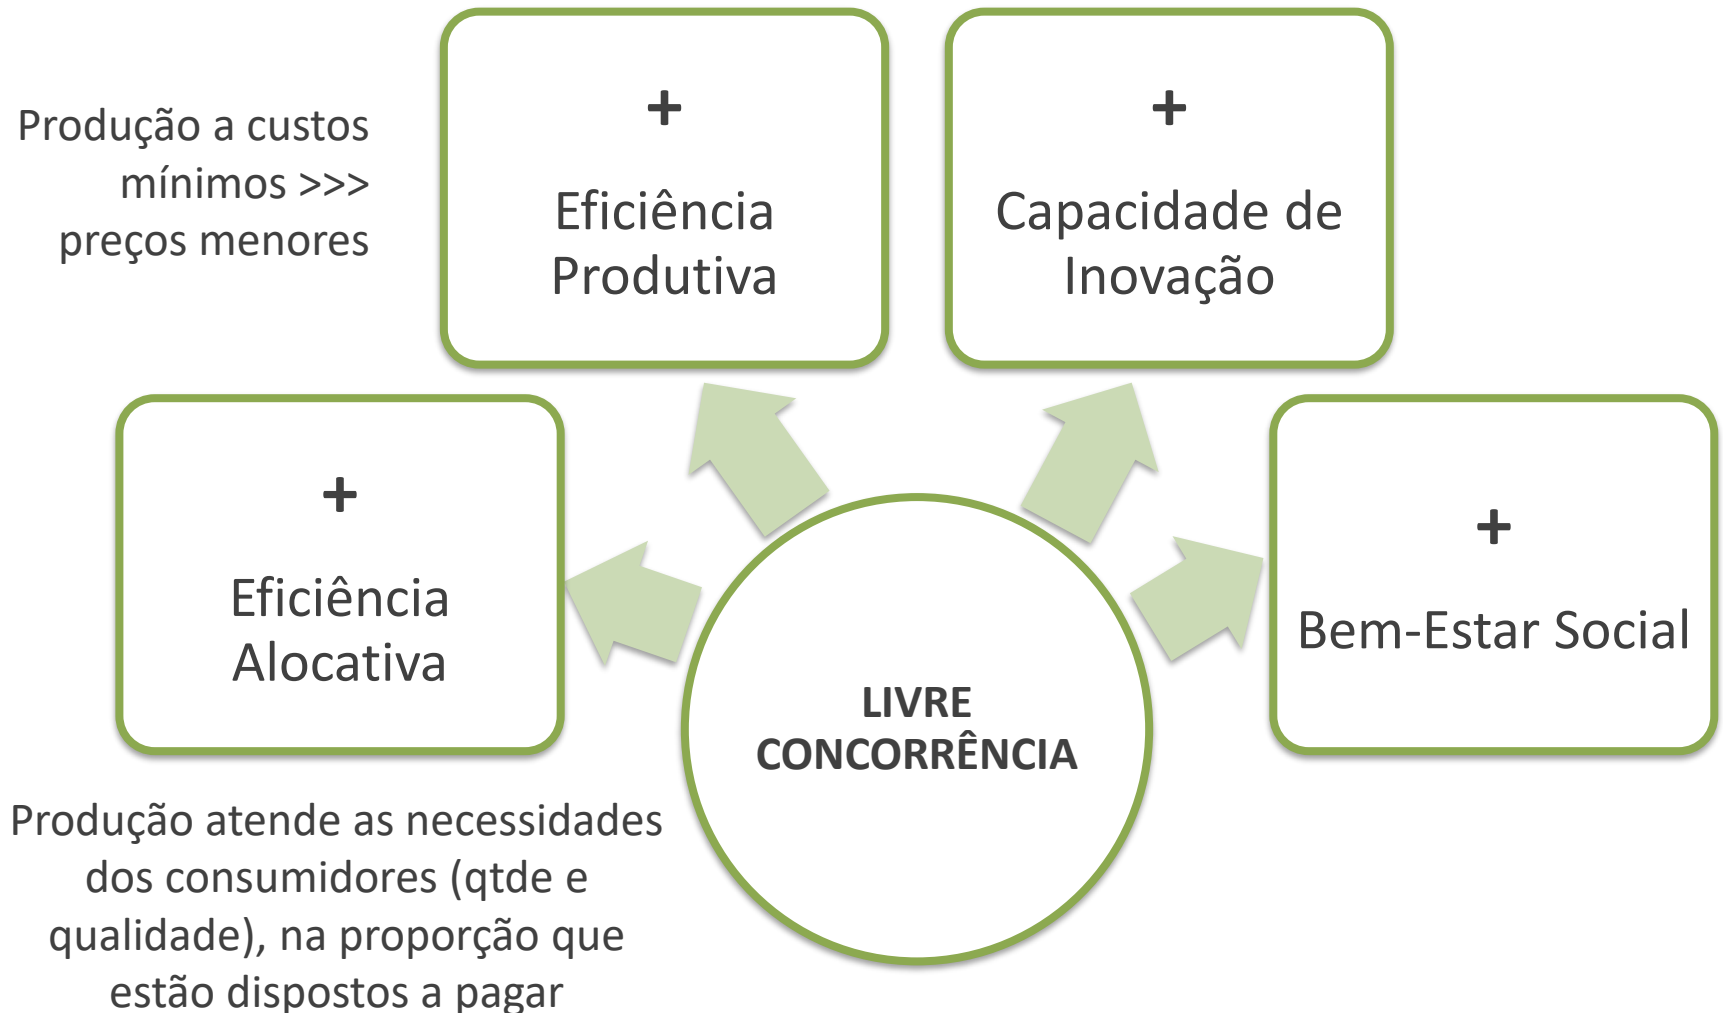 Produção a custos
mínimos >>>
preços menores
+
Eficiência
Produtiva
+
Capacidade de
Inovação
+
Eficiência
Alocativa
+
Bem-Estar Social
LIVRE
CONCORRÊNCIA
Produção atende as necessidades
dos consumidores (qtde e
qualidade), na proporção que
estão dispostos a pagar